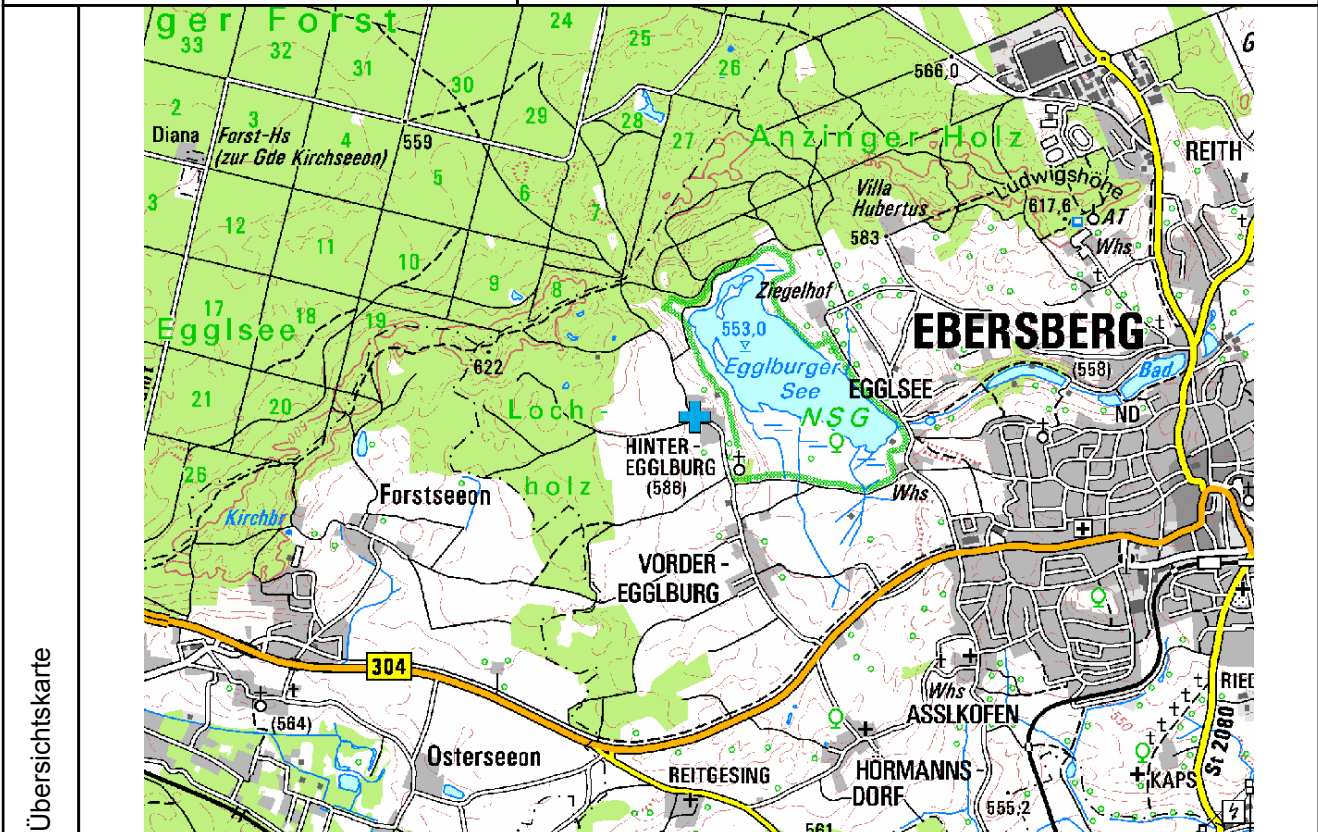 Übersichtskarte
ger Forst
24
33
32
25
31
26
566,0
30
2
3
29
28
Diana
Forst-Hs
(zur Gde Kirchseeon)
4
559
27
Anzinger Holz
REITH
5
6
7
Villa
Hubertus
Ludwigshöhe
617,6
AT
3
12
11
583
Whs
10
9
8
Ziegelhof
17
18
19
553,0
EBERSBERG
(558)
Bad
Egglsee
622
Egglburger
See
EGGLSEE
21
20
Loch-
NSG
ND
HINTER-
EGGLBURG
(586)
26
holz
Forstseeon
Whs
Kirchbr
VORDER-
EGGLBURG
304
Whs
ASSLKOFEN
RIED
(564)
550
St 2080
Osterseeon
REITGESING
HÖRMANNS-
DORF
KAPS
555,2
561